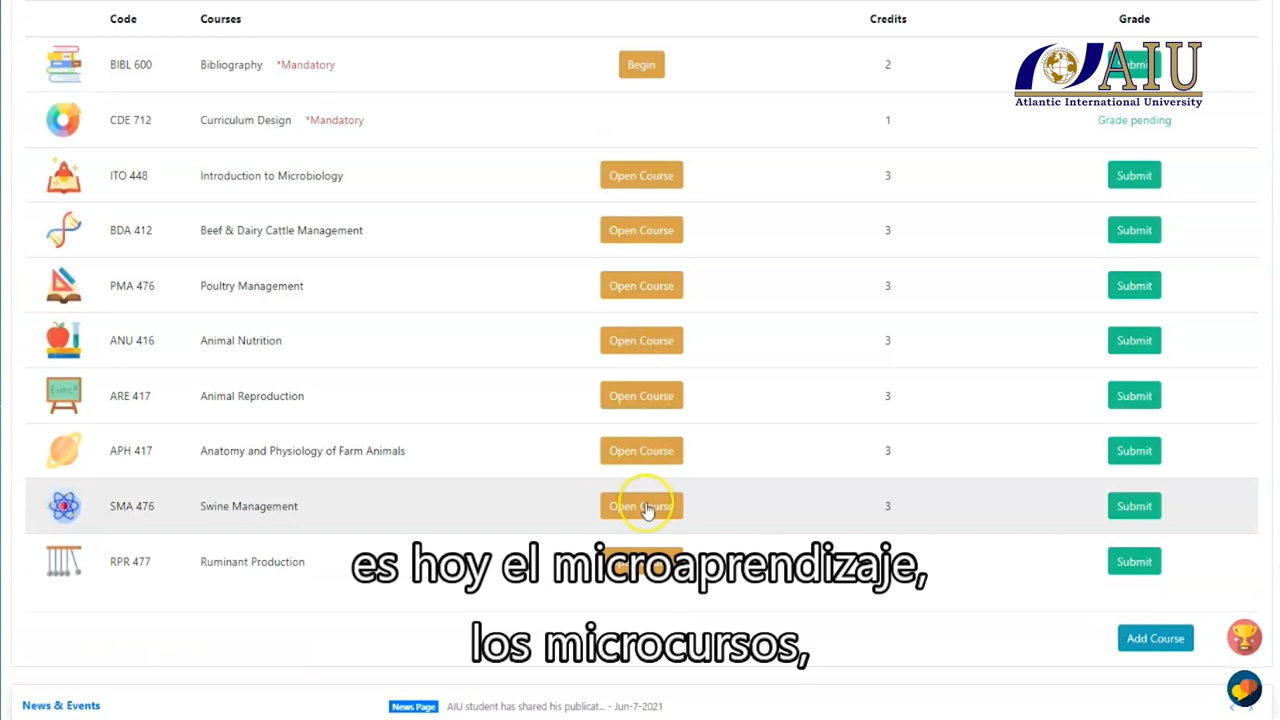 Code Courses Credits Grade
BIBL 600 Bibliography *Mandatory Begin 2
AIU
Atlantic International University
CDE 712 Curriculum Design *Mandatory 1 Grade pending
ITO 448 Introduction to Microbiology Open Course 3 Submit
BDA 412 Beef & Dairy Cattle Management Open Course 3 Submit
PMA 476 Poultry Management Open Course 3 Submit
ANU 416 Animal Nutrition Open Course 3 Submit
ARE 417 Animal Reproduction Open Course 3 Submit
APH 417 Anatomy and Physiology of Farm Animals Open Course 3 Submit
SMA 476 Swine Management Open Course 3 Submit
RPR 477 Ruminant Production Submit
es hoy el microaprendizaje,
los microcursos,
Add Course
News & Events News Page AIU student has shared his publicat... - Jun-7-2021